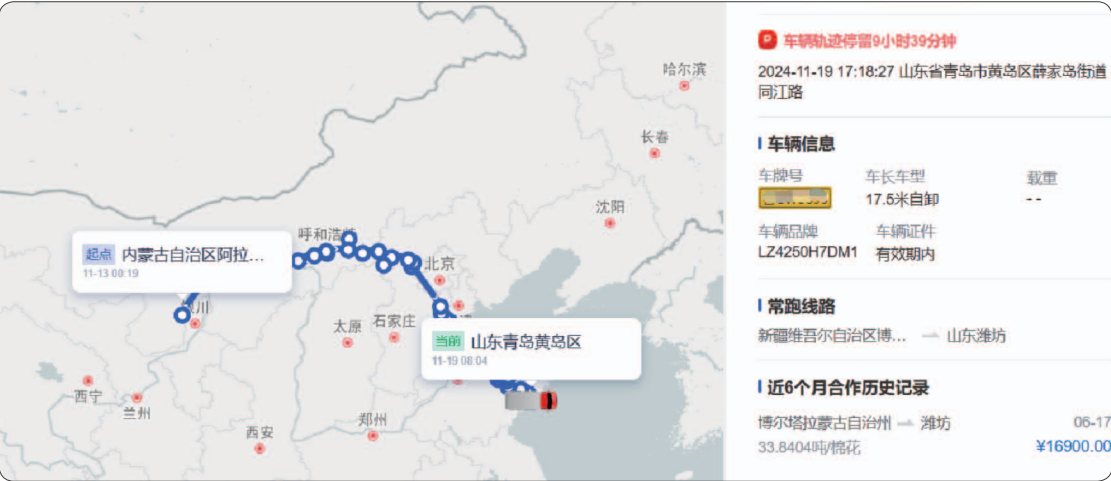 哈尔滨
长春
沈阳
呼和浩特
北京
起点 内蒙古自治区阿拉...
11-13 00:19
川
太原
石家庄
当前 山东青岛黄岛区
11-19 08:04
西宁
兰州
郑州
西安
P 车辆轨迹停留9小时39分钟
2024-11-19 17:18:27 山东省青岛市黄岛区薛家岛街道
同江路
车辆信息
车牌号 车长车型 载重
17.5米自卸 --
车辆品牌 车辆证件
LZ4250H7DM1 有效期内
常跑线路
新疆维吾尔自治区博... 山东潍坊
近6个月合作历史记录
博尔塔拉蒙古自治州 潍坊 06-17
33.8404吨/棉花 ¥16900.00